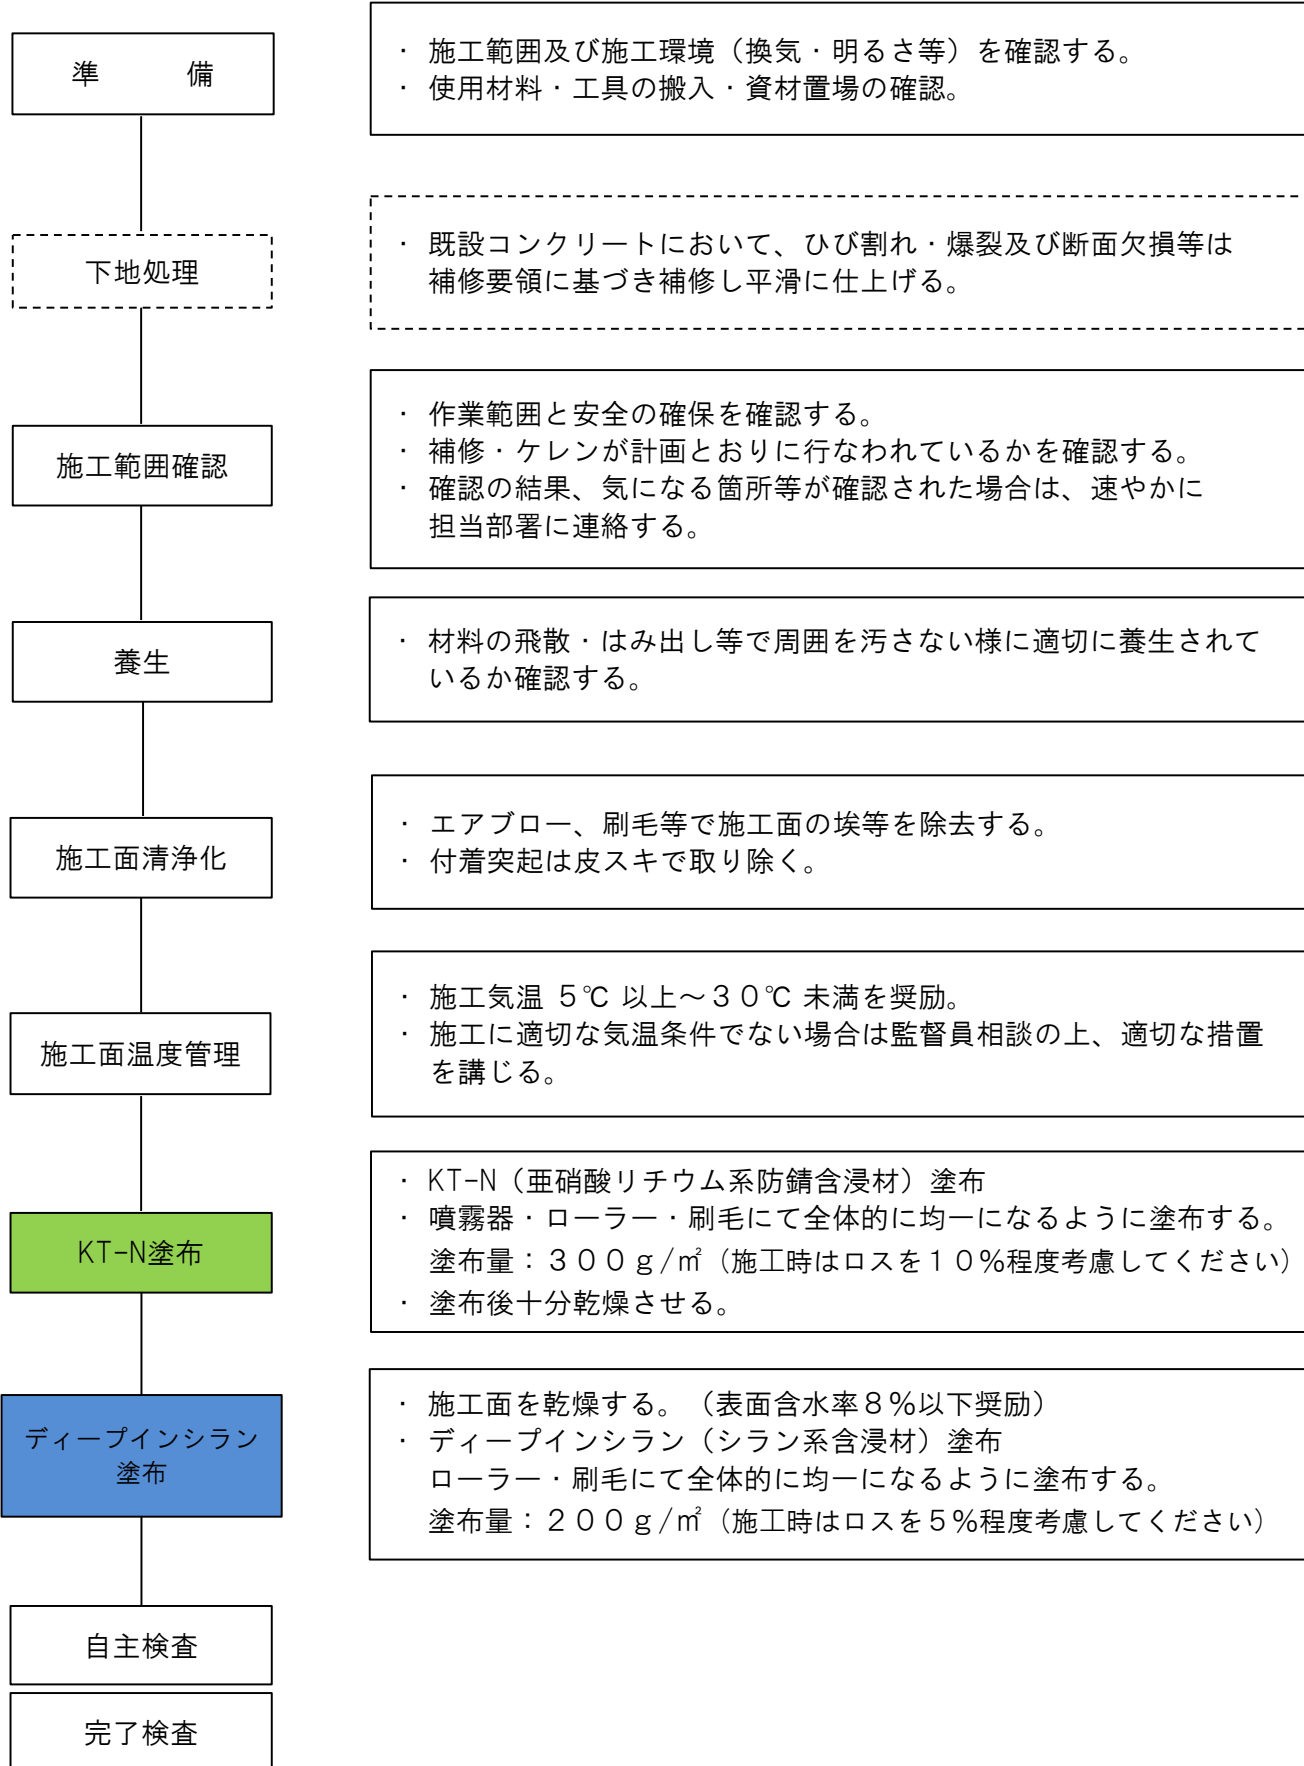 準　　備
・ 施工範囲及び施工環境（換気・明るさ等）を確認する。
・ 使用材料・工具の搬入・資材置場の確認。
下地処理
・ 既設コンクリートにおいて、ひび割れ・爆裂及び断面欠損等は
補修要領に基づき補修し平滑に仕上げる。
施工範囲確認
・ 作業範囲と安全の確保を確認する。
・ 補修・ケレンが計画とおりに行なわれているかを確認する。
・ 確認の結果、気になる箇所等が確認された場合は、速やかに
担当部署に連絡する。
養生
・ 材料の飛散・はみ出し等で周囲を汚さない様に適切に養生されて
いるか確認する。
施工面清浄化
・ エアブロー、刷毛等で施工面の埃等を除去する。
・ 付着突起は皮スキで取り除く。
施工面温度管理
・ 施工気温 ５℃ 以上～３０℃ 未満を奨励。
・ 施工に適切な気温条件でない場合は監督員相談の上、適切な措置
を講じる。
KT-N塗布
・ KT-N（亜硝酸リチウム系防錆含浸材）塗布
・ 噴霧器・ローラー・刷毛にて全体的に均一になるように塗布する。
塗布量：３００ｇ/㎡（施工時はロスを１０％程度考慮してください）
・ 塗布後十分乾燥させる。
ディープインシラン
塗布
・ 施工面を乾燥する。（表面含水率８％以下奨励）
・ ディープインシラン（シラン系含浸材）塗布
ローラー・刷毛にて全体的に均一になるように塗布する。
塗布量：２００ｇ/㎡（施工時はロスを５％程度考慮してください）
自主検査
完了検査